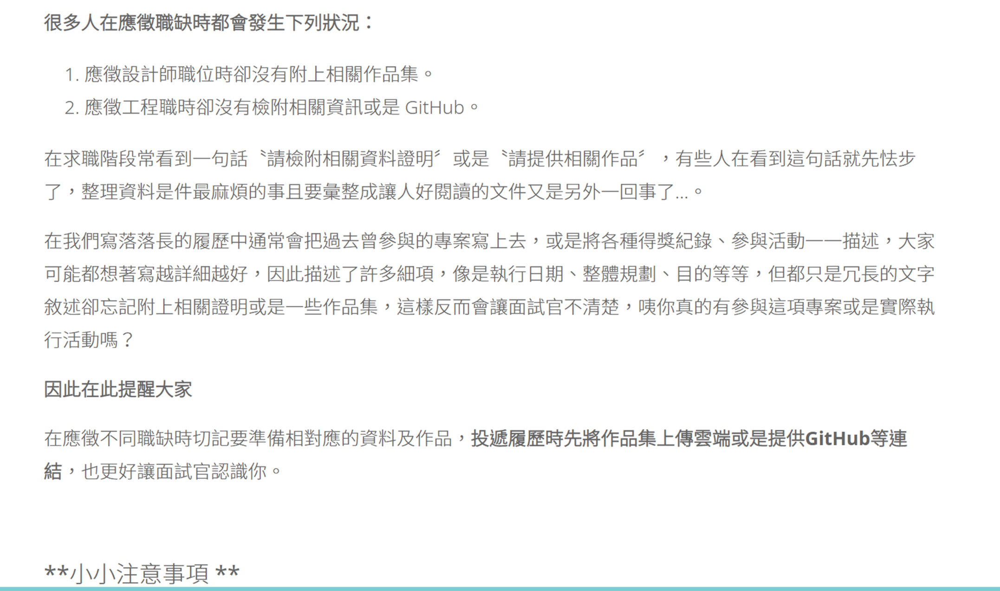 很多人在應徵職缺時都會發生下列狀況：
1. 應徵設計師職位時卻沒有附上相關作品集。
2. 應徵工程職時卻沒有檢附相關資訊或是 GitHub。
在求職階段常看到一句話〝請檢附相關資料證明〞或是〝請提供相關作品〞，有些人在看到這句話就先怯步
了，整理資料是件最麻煩的事且要彙整成讓人好閱讀的文件又是另外一回事了...。
在我們寫落落長的履歷中通常會把過去曾參與的專案寫上去，或是將各種得獎紀錄、參與活動一一描述，大家
可能都想著寫越詳細越好，因此描述了許多細項，像是執行日期、整體規劃、目的等等，但都只是冗長的文字
敘述卻忘記附上相關證明或是一些作品集，這樣反而會讓面試官不清楚，咦你真的有參與這項專案或是實際執
行活動嗎？
因此在此提醒大家
在應徵不同職缺時切記要準備相對應的資料及作品，投遞履歷時先將作品集上傳雲端或是提供GitHub等連
結，也更好讓面試官認識你。
**小小注意事項 **